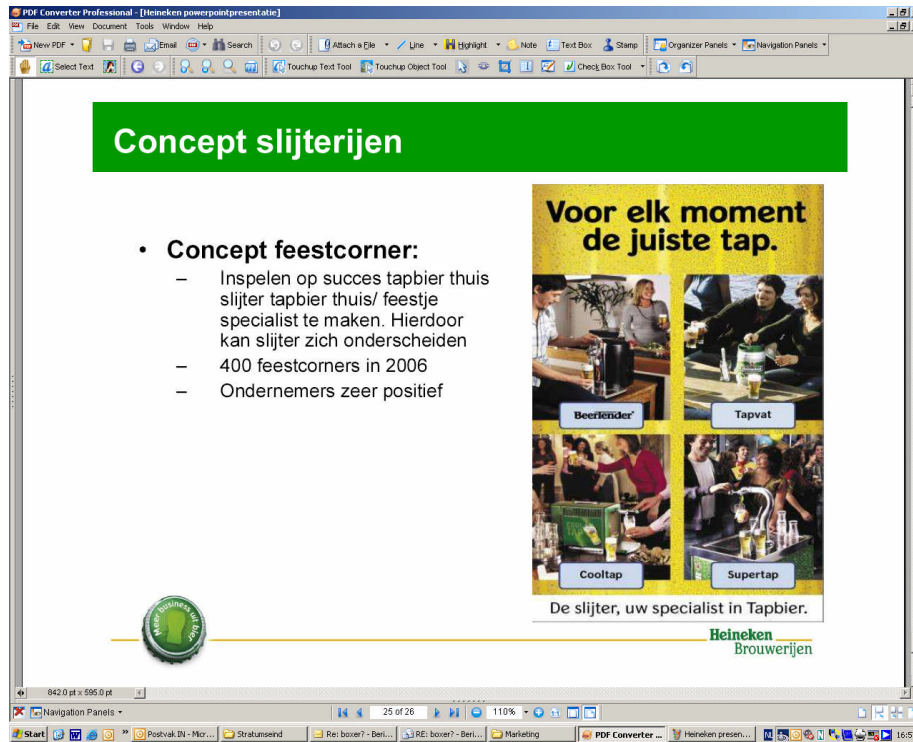 PDF Converter Professional - [Heineken powerpointpresentatie]
File Edit View Document Tools Window Help
New PDF Email Search Attach a File Line Highlight Note Text Box Stamp Organizer Panels Navigation Panels
Select Text Touchup Text Tool Touchup Object Tool Check Box Tool
Concept slijterijen
• Concept feestcorner:
– Inspelen op succes tapbier thuis
slijter tapbier thuis/ feestje
specialist te maken. Hierdoor
kan slijter zich onderscheiden
– 400 feestcorners in 2006
– Ondernemers zeer positief
Voor elk moment
de juiste tap.
Beertender
Tapvat
COOL TAP
Cooltap
Supertap
De slijter, uw specialist in Tapbier.
Meer business uit bier
Heineken
Brouwerijen
842.0 pt x 595.0 pt
Navigation Panels
25 of 26
110%
Start
Postvak IN - Micr...
Stratumseind
Re: boxer? - Beri...
RE: boxer? - Beri...
Marketing
PDF Converter ...
Heineken presen...
NL
16:5